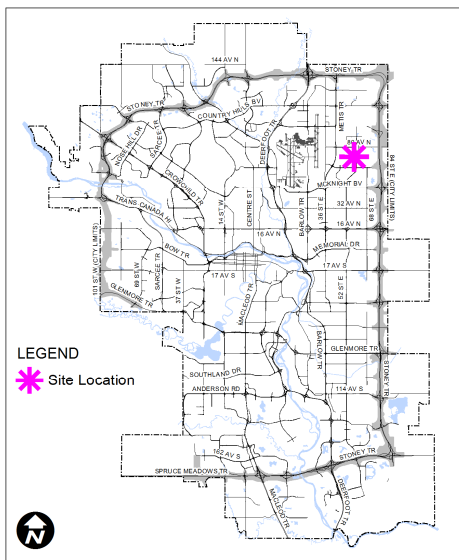 144 AV N
STONEY TR
STONEY TR
COUNTRY HILLS BV
METIS TR
NOSE HILL DR
SARCEE TR
DEERFOOT TR
AV N
MCKNIGHT BV
CROWCHILD TR
14 ST W
CENTRE ST
BARLOW TR
36 ST E
32 AV N
68 ST E
84 ST E (CITY LIMITS)
TRANS CANADA HI
16 AV N
16 AV N
MEMORIAL DR
BOW TR
17 AV S
17 AV S
101 ST W (CITY LIMITS)
69 ST W
SARCEE TR
37 ST W
GLENMORE TR
MACLEOD TR
52 ST E
BARLOW TR
GLENMORE TR
LEGEND
Site Location
SOUTHLAND DR
ANDERSON RD
114 AV S
STONEY TR
162 AV S
STONEY TR
SPRUCE MEADOWS TR
MACLEOD TR
DEERFOOT TR
N